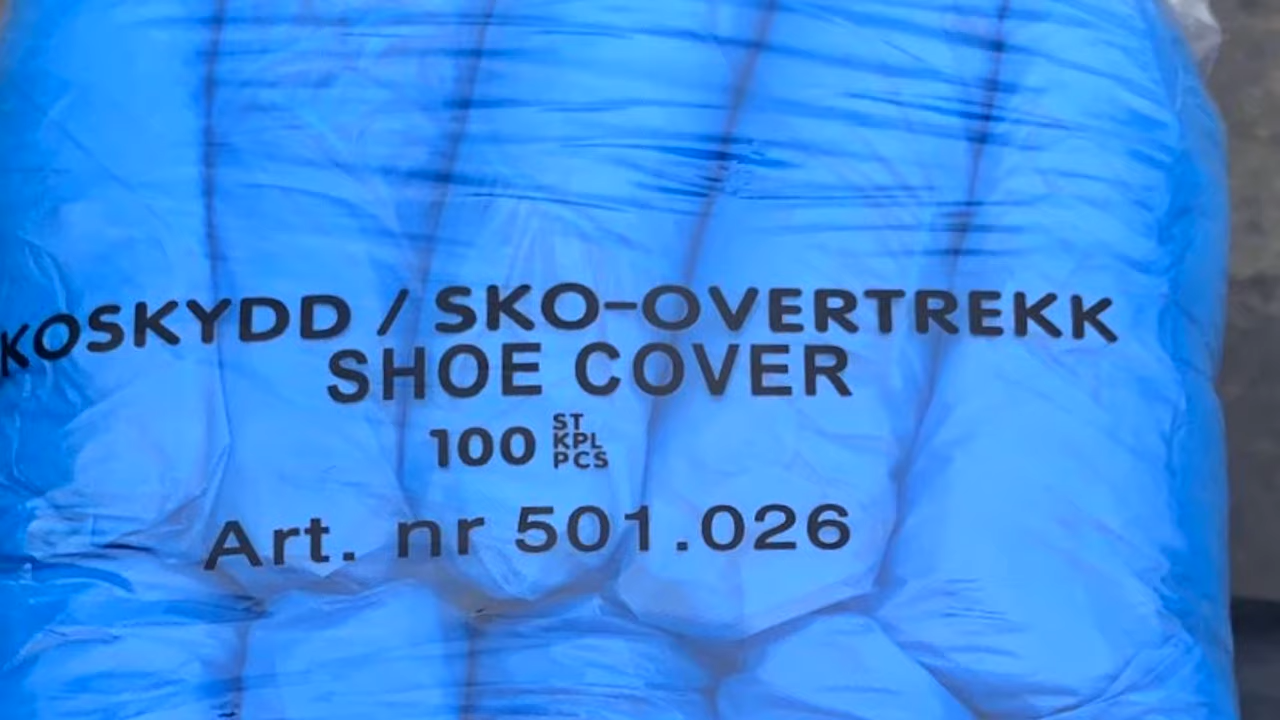 KOSKYDD / SKO-OVERTREKK
SHOE COVER
100 ST KPL PCS
Art. nr 501.026